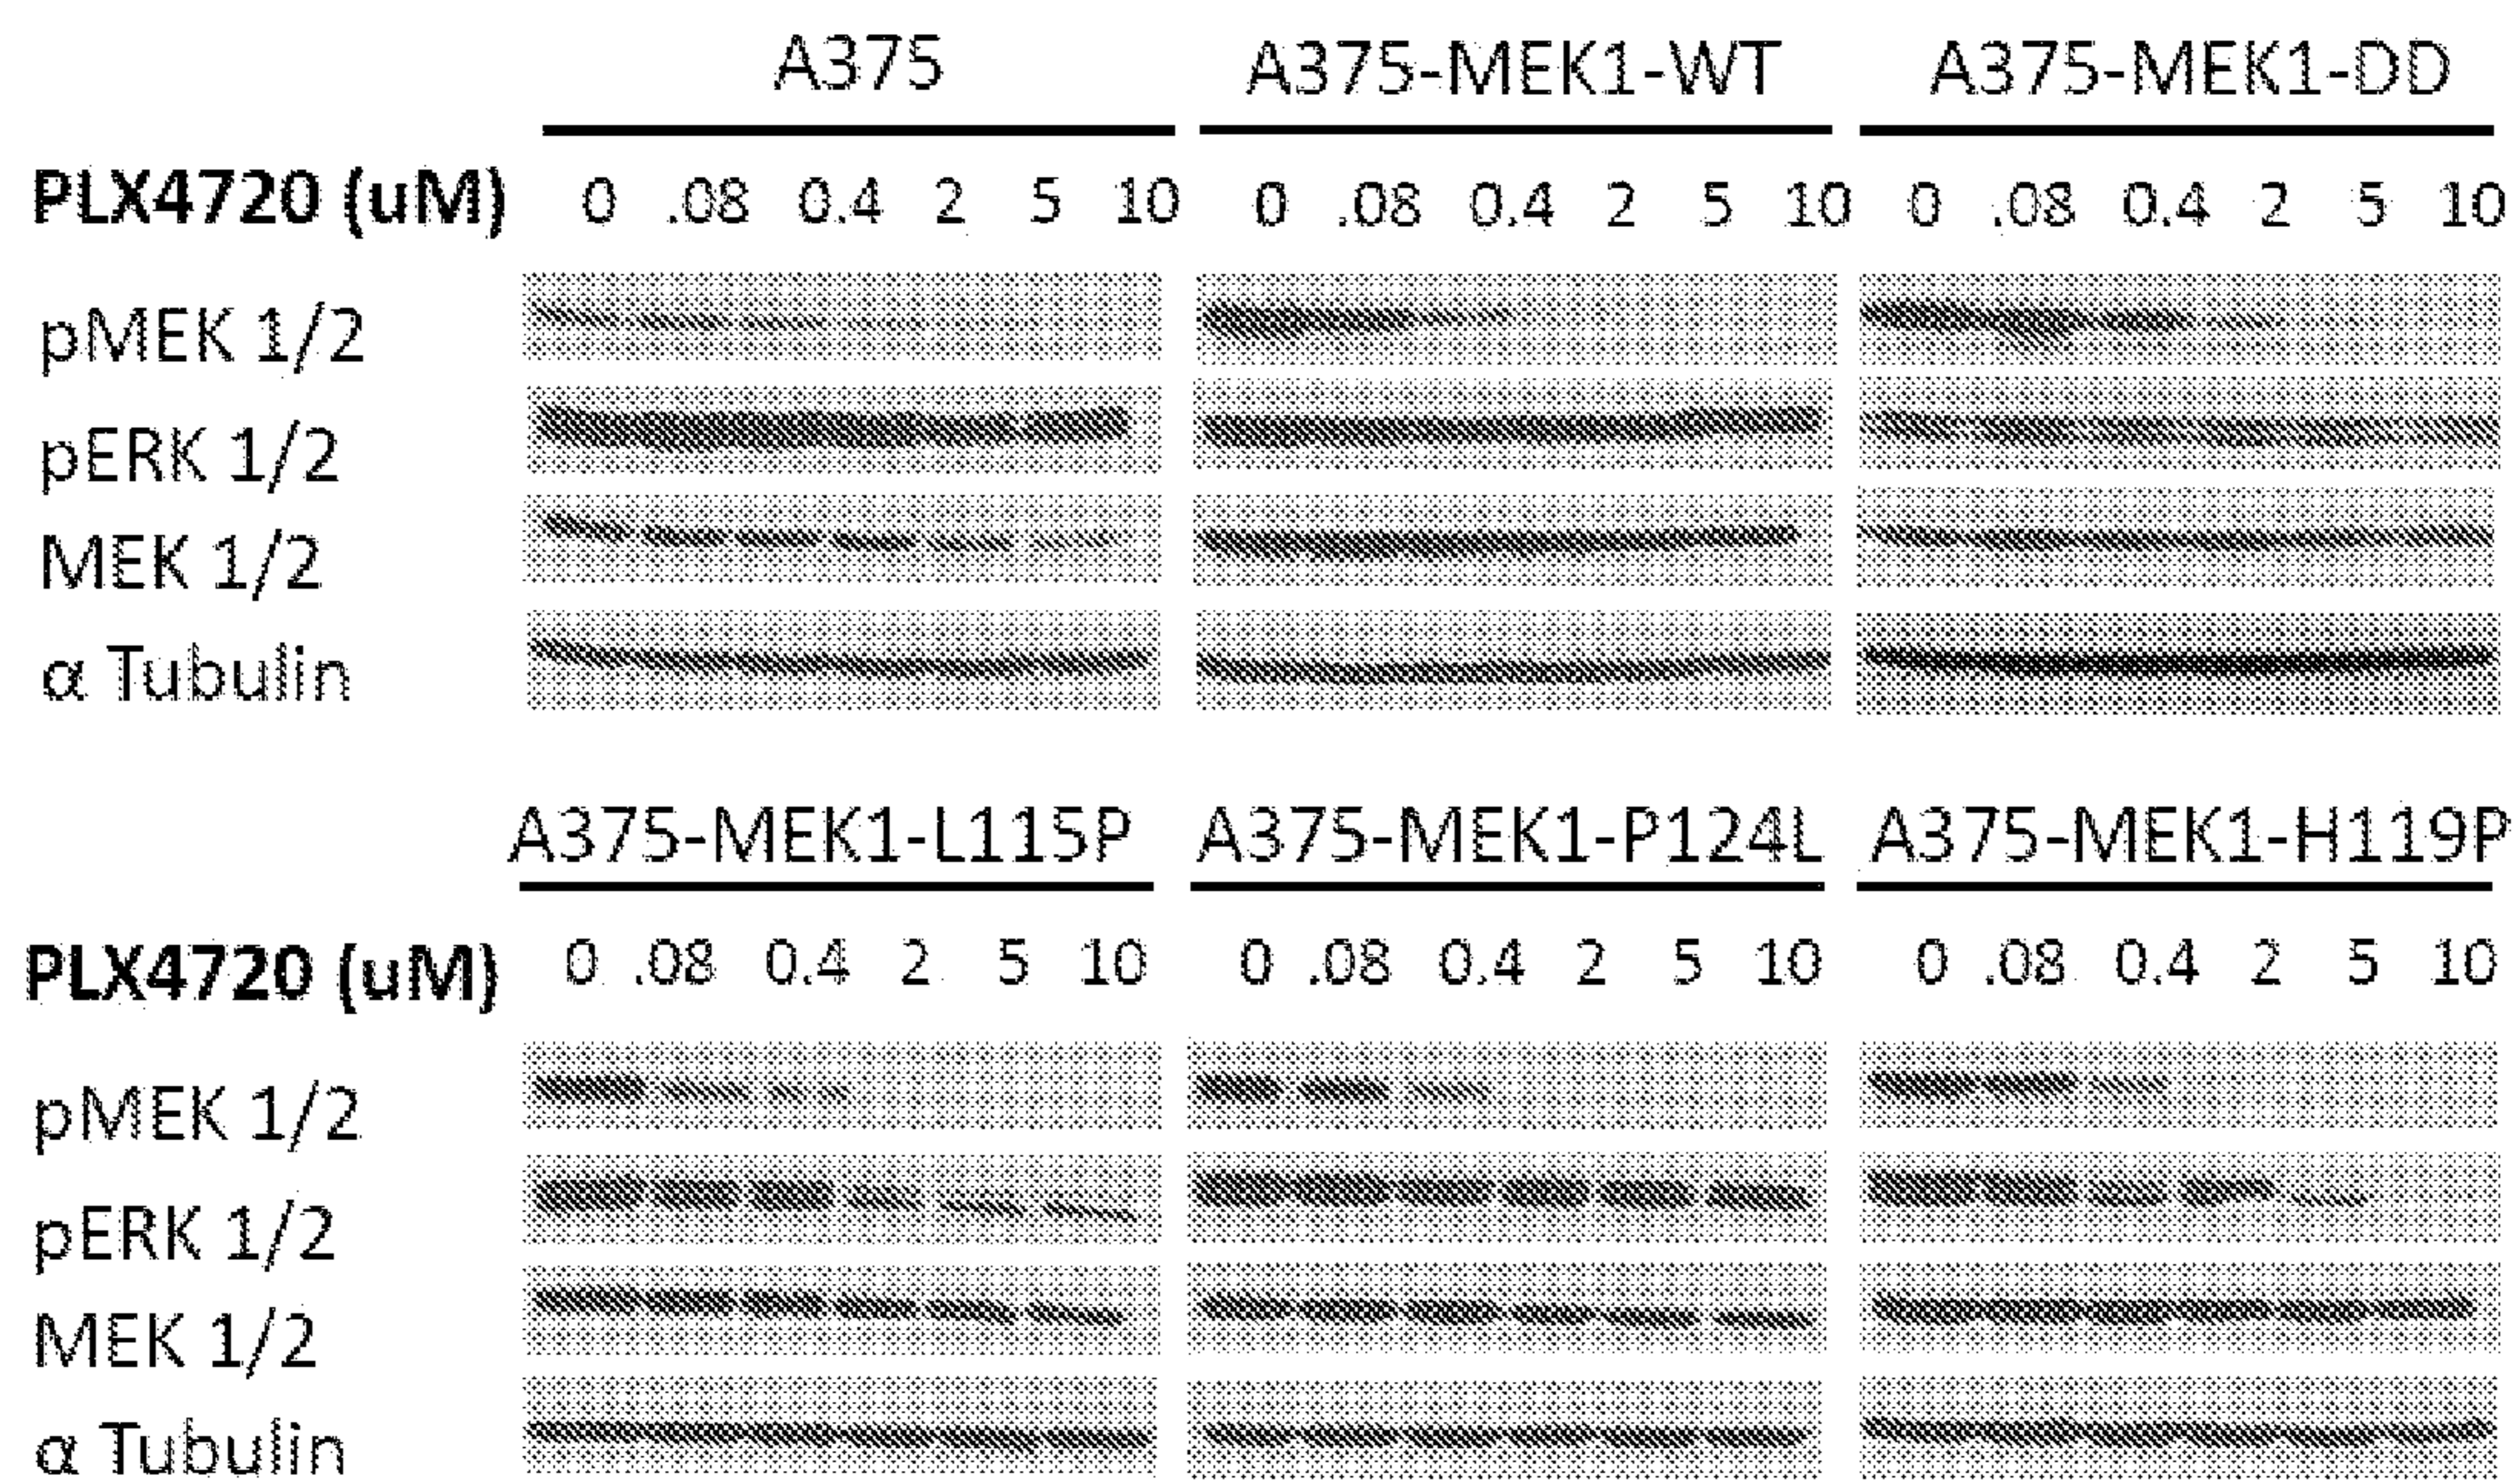 A375 A375-MEK1-WT A375-MEK1-DD
PLX4720 (uM) 0 .08 0.4 2 5 10 0 .08 0.4 2 5 10 0 .08 0.4 2 5 10
pMEK 1/2
pERK 1/2
MEK 1/2
α Tubulin
A375-MEK1-L115P A375-MEK1-P124L A375-MEK1-H119P
PLX4720 (uM) 0 .08 0.4 2 5 10 0 .08 0.4 2 5 10 0 .08 0.4 2 5 10
pMEK 1/2
pERK 1/2
MEK 1/2
α Tubulin